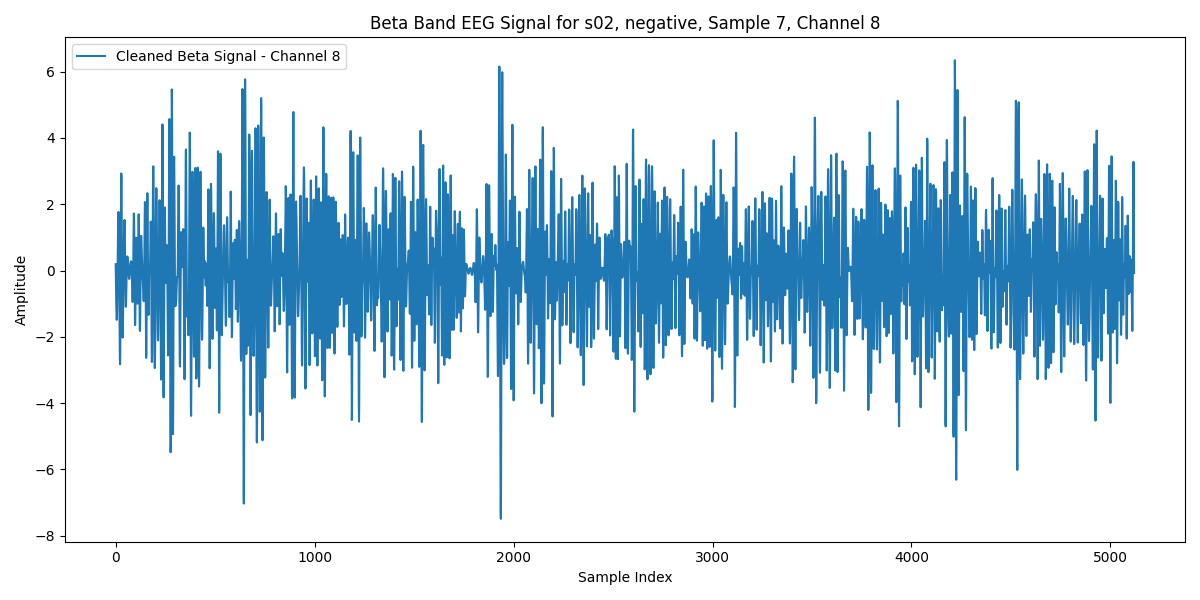 Beta Band EEG Signal for s02, negative, Sample 7, Channel 8
Cleaned Beta Signal - Channel 8
Amplitude
6
4
2
0
−2
−4
−6
−8
0 1000 2000 3000 4000 5000
Sample Index